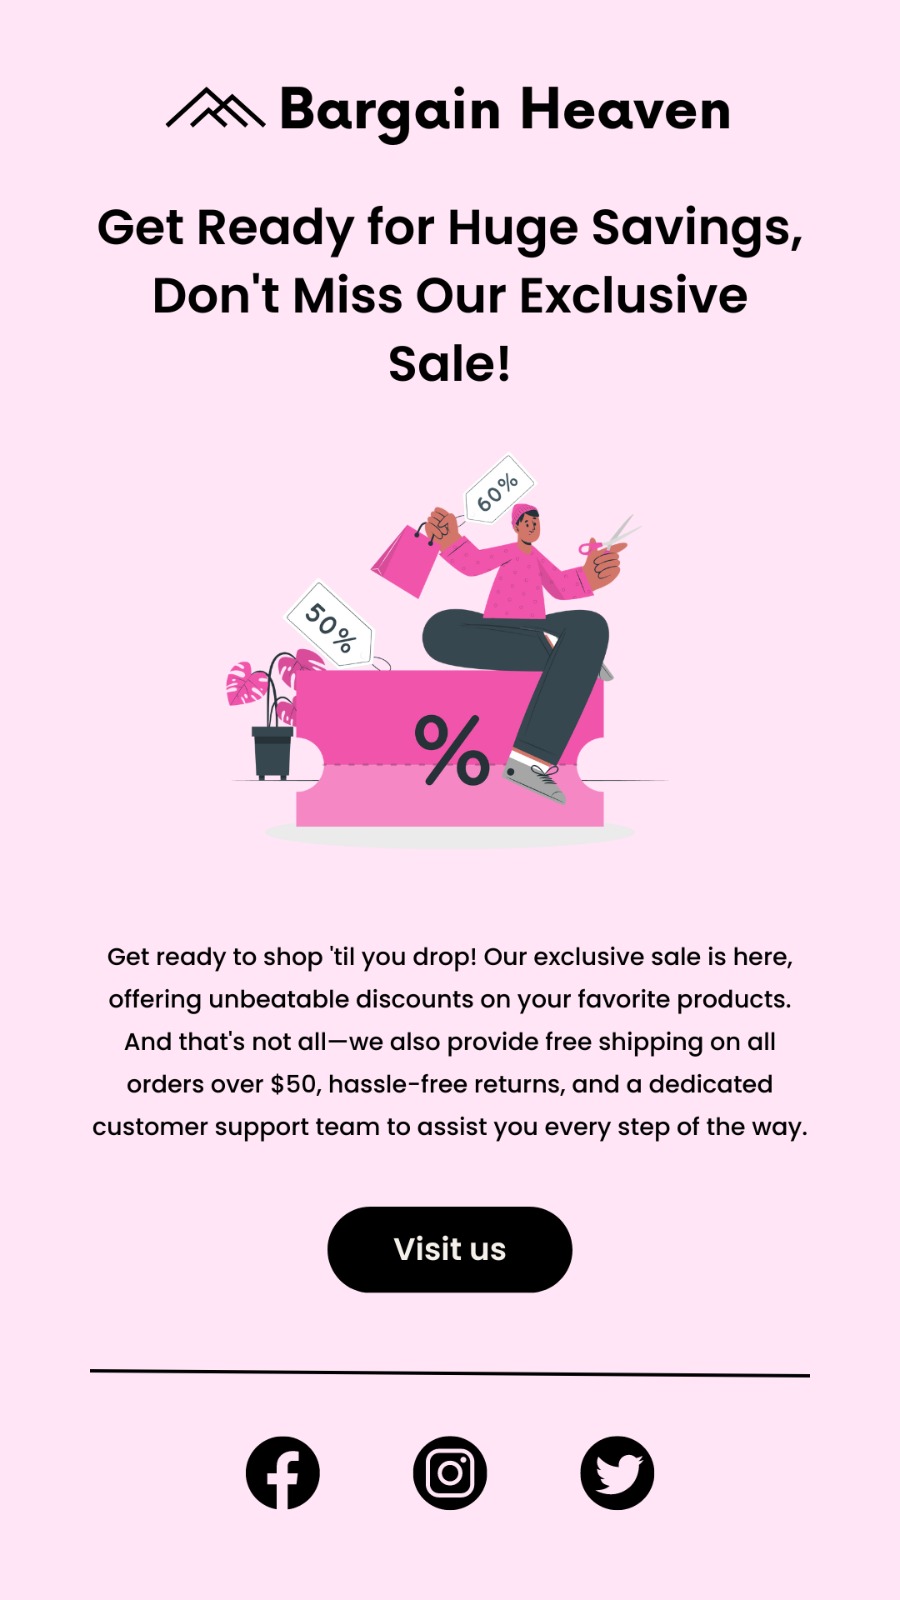 Bargain Heaven
Get Ready for Huge Savings,
Don't Miss Our Exclusive
Sale!
60%
50%
%
Get ready to shop 'til you drop! Our exclusive sale is here,
offering unbeatable discounts on your favorite products.
And that's not all—we also provide free shipping on all
orders over $50, hassle-free returns, and a dedicated
customer support team to assist you every step of the way.
Visit us